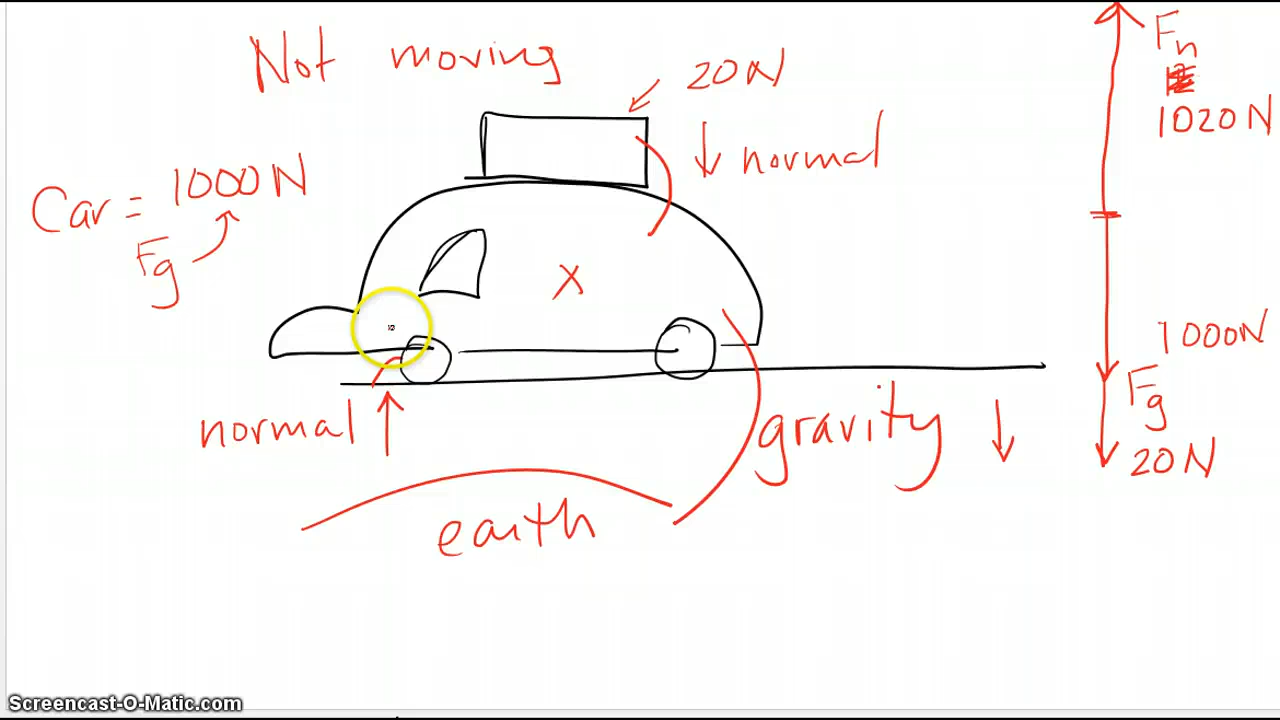 Not moving
20N
↓ normal
Car = 1000N
Fg
X
normal ↑
gravity ↓
earth
Fn
1020N
1000N
Fg
20N
Screencast-O-Matic.com